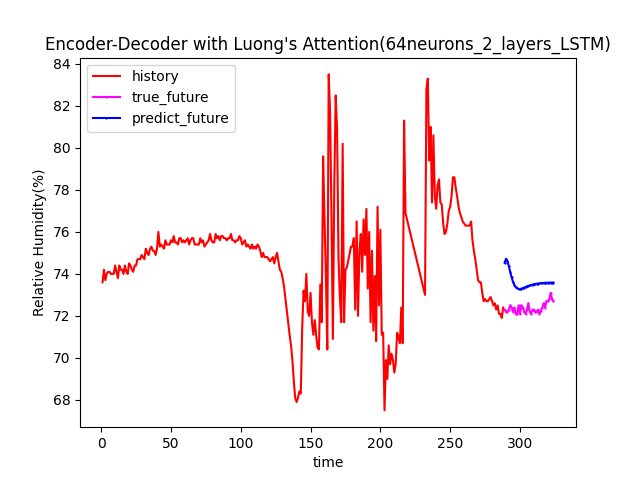 Encoder-Decoder with Luong's Attention(64neurons_2_layers_LSTM)
history
true_future
predict_future
84
82
80
78
76
74
72
70
68
Relative Humidity(%)
0 50 100 150 200 250 300
time